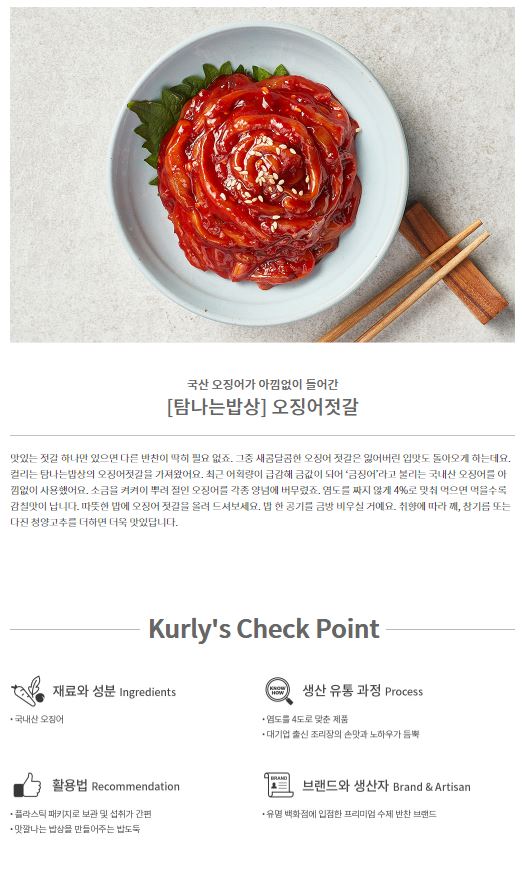 국산 오징어가 아낌없이 들어간
[탐나는밥상] 오징어젓갈
맛있는 젓갈 하나만 있으면 다른 반찬이 딱히 필요 없죠. 그중 새콤달콤한 오징어 젓갈은 잃어버린 입맛도 돌아오게 하는데요.
컬리는 탐나는밥상의 오징어젓갈을 가져왔어요. 최근 어획량이 급감해 금값이 되어 ‘금징어’라고 불리는 국내산 오징어를 아
낌없이 사용했어요. 소금을 켜켜이 뿌려 절인 오징어를 각종 양념에 버무렸죠. 염도를 짜지 않게 4%로 맞춰 먹으면 먹을수록
감칠맛이 납니다. 따뜻한 밥에 오징어 젓갈을 올려 드셔보세요. 밥 한 공기를 금방 비우실 거예요. 취향에 따라 깨, 참기름 또는
다진 청양고추를 더하면 더욱 맛있답니다.
Kurly's Check Point
재료와 성분 Ingredients
• 국내산 오징어
KNOW HOW
생산 유통 과정 Process
• 염도를 4도로 맞춘 제품
• 대기업 출신 조리장의 손맛과 노하우가 듬뿍
활용법 Recommendation
• 플라스틱 패키지로 보관 및 섭취가 간편
• 맛깔나는 밥상을 만들어주는 밥도둑
BRAND
브랜드와 생산자 Brand & Artisan
• 유명 백화점에 입점한 프리미엄 수제 반찬 브랜드